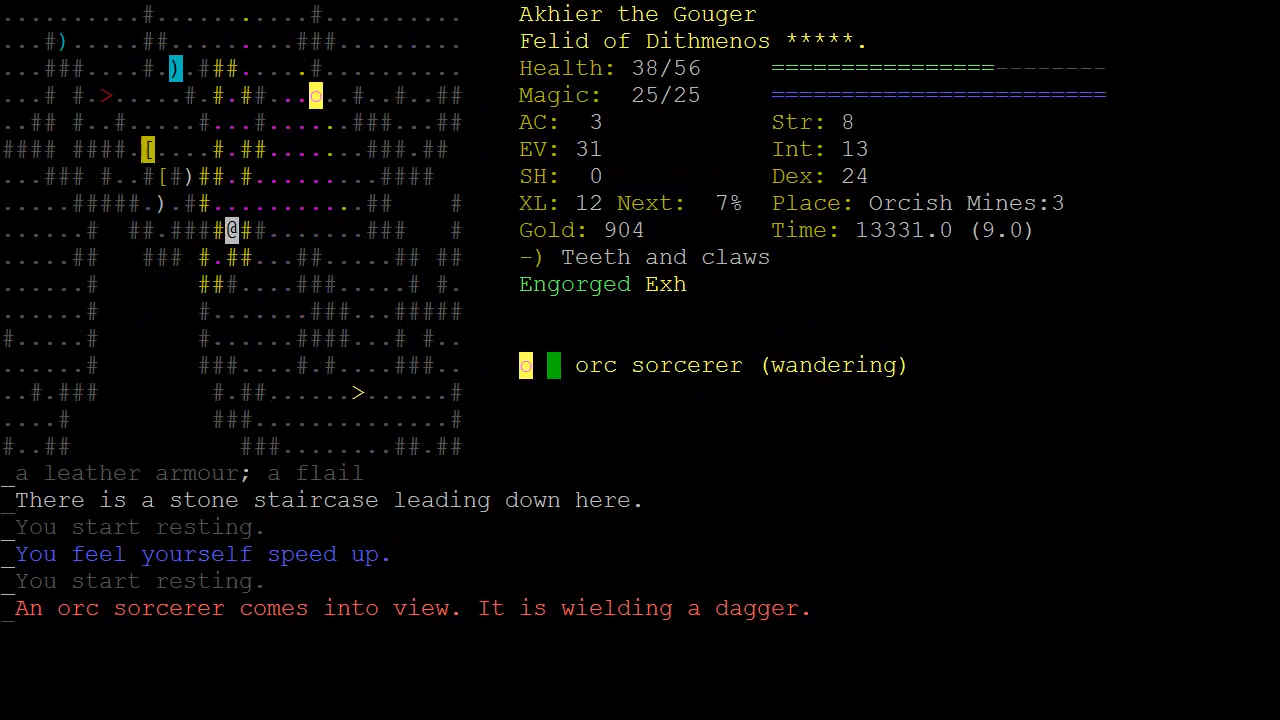 ..........#...........#..........    Akhier the Gouger
...#).....##.........###.........    Felid of Dithmenos *****.
...###....#.).###.....#..........    Health: 38/56     ================--------
...# #.>.....#.#.##...o..#..#..##    Magic:  25/25     ========================
..## #..#.....#...#......###...##    AC:  3            Str: 8
#### ####.[....#.##.......###.##     EV: 31            Int: 13
...### #..#[#)##.#.........####      SH:  0            Dex: 24
.....#####.).##...........##    #    XL: 12 Next:  7%  Place: Orcish Mines:3
......#  ##.####@##.......###   #    Gold: 904         Time: 13331.0 (9.0)
.....##   ### #.##...##.....## ##    -) Teeth and claws
......#       ###....###.....# #.    Engorged Exh
......#       #.......###...#####
#.....#       #......####...# #..
......#       ###....#.#....###..    o   orc sorcerer (wandering)
..#.###        #.##......>......#
....#          ###..............#
#..##            ###........##.##
_a leather armour; a flail
_There is a stone staircase leading down here.
_You start resting.
_You feel yourself speed up.
_You start resting.
_An orc sorcerer comes into view. It is wielding a dagger.